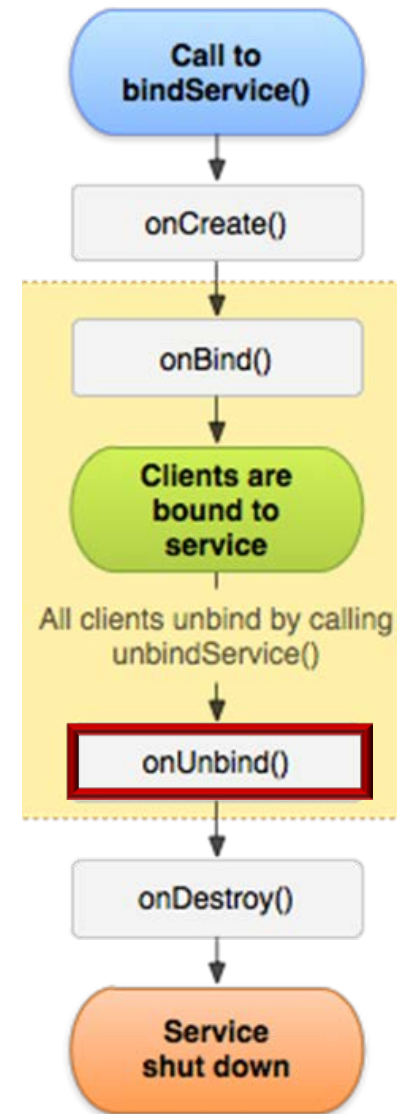 Call to
bindService()
onCreate()
onBind()
Clients are
bound to
service
All clients unbind by calling
unbindService()
onUnbind()
onDestroy()
Service
shut down